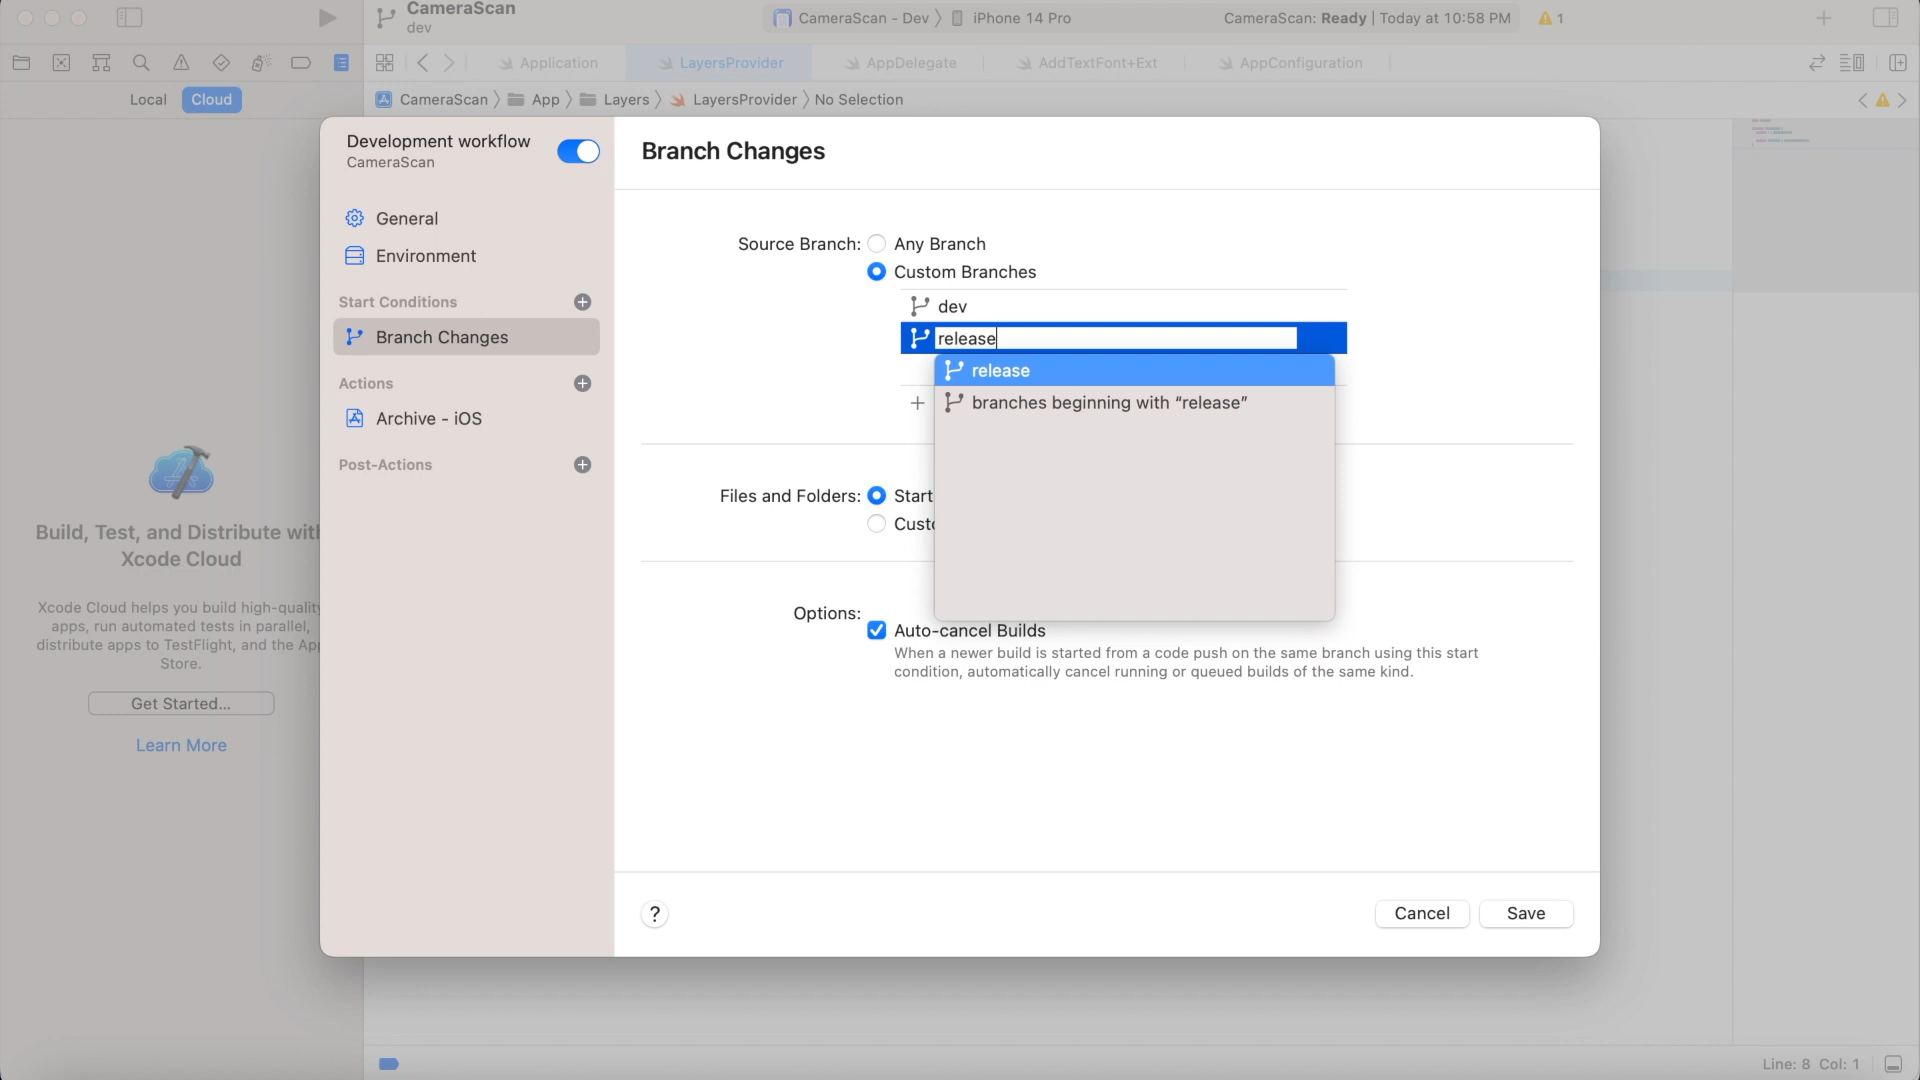 CameraScan
dev
CameraScan - Dev 〉 iPhone 14 Pro
CameraScan: Ready | Today at 10:58 PM
1
Application
LayersProvider
AppDelegate
AddTextFont+Ext
AppConfiguration
Local
Cloud
CameraScan 〉 App 〉 Layers 〉 LayersProvider 〉 No Selection
Development workflow
CameraScan
General
Environment
Start Conditions
Branch Changes
Actions
Archive - iOS
Post-Actions
Branch Changes
Source Branch:
Any Branch
Custom Branches
dev
release
release
branches beginning with “release”
Files and Folders:
Start
Options:
Auto-cancel Builds
When a newer build is started from a code push on the same branch using this start
condition, automatically cancel running or queued builds of the same kind.
?
Cancel
Save
Build, Test, and Distribute with
Xcode Cloud
Xcode Cloud helps you build high-quality
apps, run automated tests in parallel,
distribute apps to TestFlight, and the App
Store.
Get Started...
Learn More
Line: 8 Col: 1